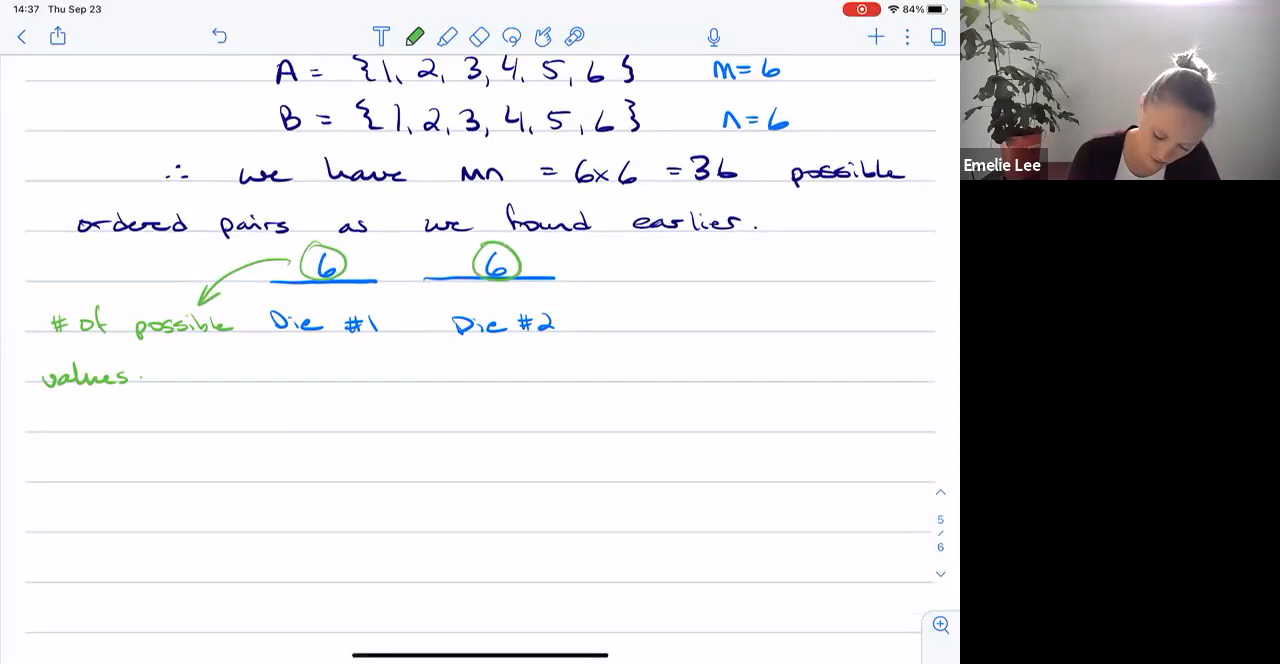 14:37 Thu Sep 23
84%
A = {1, 2, 3, 4, 5, 6} m=6
B = {1, 2, 3, 4, 5, 6} n=6
∴ we have mn = 6x6 = 36 possible
ordered pairs as we found earlier.
6 6
# of possible Die #1 Die #2
values.
Emelie Lee
5
/
6